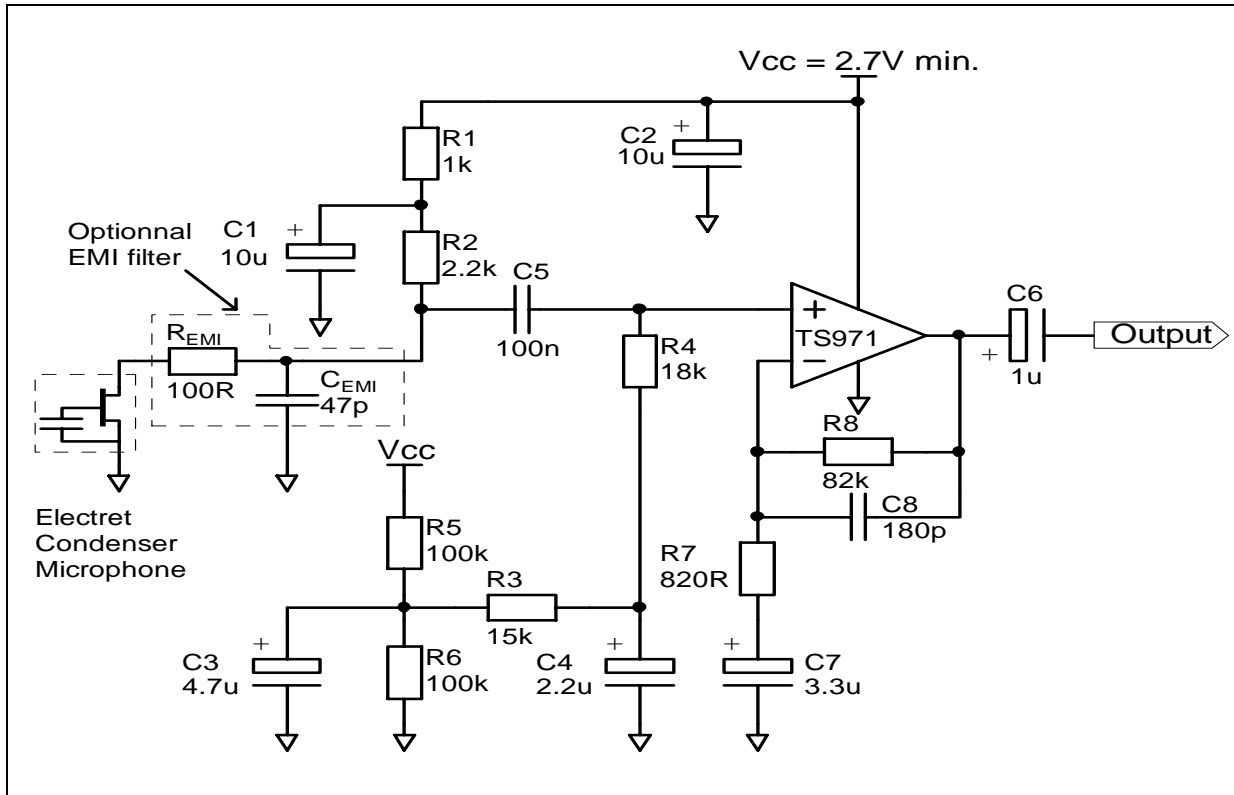 Vcc = 2.7V min.
R1
1k
C2
10u
+
Optionnal
EMI filter
C1
10u
+
R2
2.2k
C5
100n
REMI
100R
CEMI
47p
R4
18k
+
TS971
−
C6
+
1u
Output
R8
82k
C8
180p
Electret
Condenser
Microphone
Vcc
R5
100k
R3
15k
R7
820R
C3
4.7u
+
R6
100k
C4
2.2u
+
C7
3.3u
+